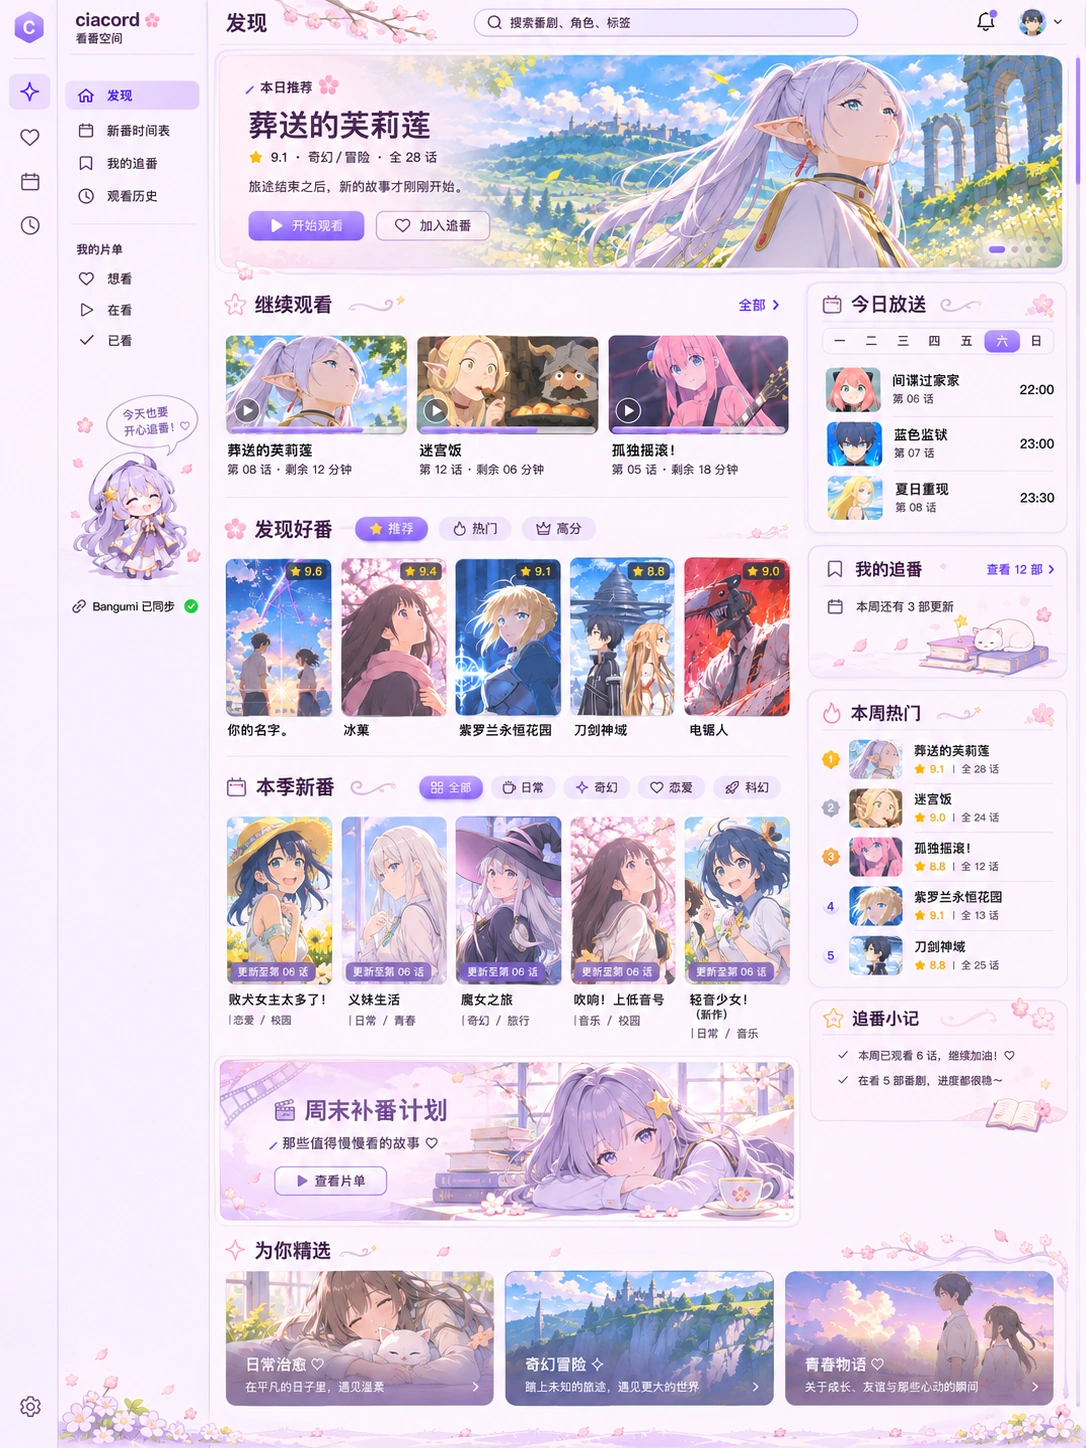 C
ciacord
看番空间
发现
新番时间表
我的追番
观看历史
我的片单
想看
在看
已看
今天也要
开心追番！♡
Bangumi 已同步
发现
搜索番剧、角色、标签
本日推荐
葬送的芙莉莲
9.1 · 奇幻 / 冒险 · 全 28 话
旅途结束之后，新的故事才刚刚开始。
开始观看
加入追番
继续观看
全部
葬送的芙莉莲
第 08 话 · 剩余 12 分钟
迷宫饭
第 12 话 · 剩余 06 分钟
孤独摇滚！
第 05 话 · 剩余 18 分钟
发现好番
推荐
热门
高分
9.6
你的名字。
9.4
冰菓
9.1
紫罗兰永恒花园
8.8
刀剑神域
9.0
电锯人
本季新番
全部
日常
奇幻
恋爱
科幻
更新至第 06 话
败犬女主太多了！
恋爱 / 校园
更新至第 06 话
义妹生活
日常 / 青春
更新至第 06 话
魔女之旅
奇幻 / 旅行
更新至第 06 话
吹响！上低音号
音乐 / 校园
更新至第 06 话
轻音少女！
（新作）
日常 / 音乐
周末补番计划
那些值得慢慢看的故事 ♡
查看片单
今日放送
一 二 三 四 五 六 日
间谍过家家
第 06 话
22:00
蓝色监狱
第 07 话
23:00
夏日重现
第 08 话
23:30
我的追番
查看 12 部
本周还有 3 部更新
本周热门
1
葬送的芙莉莲
9.1 | 全 28 话
2
迷宫饭
9.0 | 全 24 话
3
孤独摇滚！
8.8 | 全 12 话
4
紫罗兰永恒花园
9.1 | 全 13 话
5
刀剑神域
8.8 | 全 25 话
追番小记
本周已观看 6 话，继续加油！♡
在看 5 部番剧，进度都很稳～
为你精选
日常治愈 ♡
在平凡的日子里，遇见温柔
奇幻冒险
踏上未知的旅途，遇见更大的世界
青春物语 ♡
关于成长、友谊与那些心动的瞬间